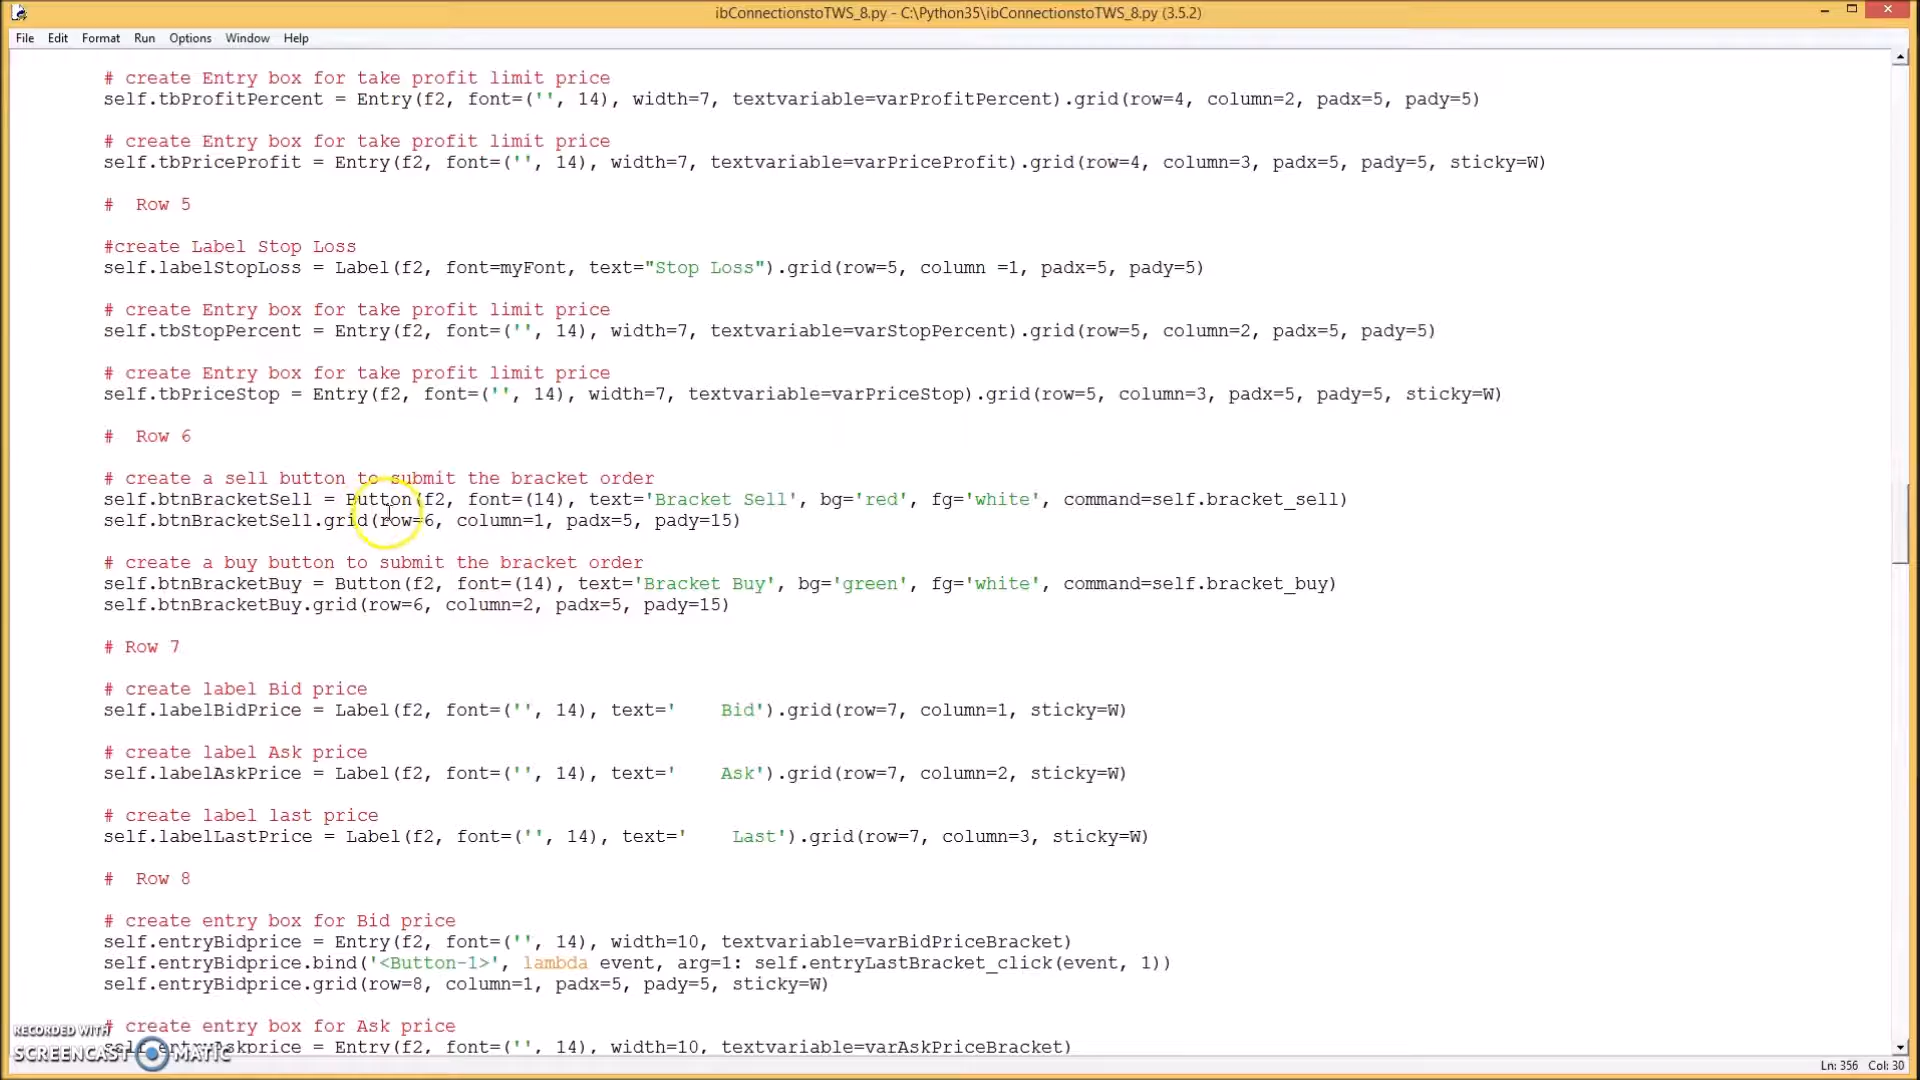 ibConnectionstoTWS_8.py - C:\Python35\ibConnectionstoTWS_8.py (3.5.2)
File Edit Format Run Options Window Help
# create Entry box for take profit limit price
self.tbProfitPercent = Entry(f2, font=('', 14), width=7, textvariable=varProfitPercent).grid(row=4, column=2, padx=5, pady=5)
# create Entry box for take profit limit price
self.tbPriceProfit = Entry(f2, font=('', 14), width=7, textvariable=varPriceProfit).grid(row=4, column=3, padx=5, pady=5, sticky=W)
#  Row 5
#create Label Stop Loss
self.labelStopLoss = Label(f2, font=myFont, text="Stop Loss").grid(row=5, column =1, padx=5, pady=5)
# create Entry box for take profit limit price
self.tbStopPercent = Entry(f2, font=('', 14), width=7, textvariable=varStopPercent).grid(row=5, column=2, padx=5, pady=5)
# create Entry box for take profit limit price
self.tbPriceStop = Entry(f2, font=('', 14), width=7, textvariable=varPriceStop).grid(row=5, column=3, padx=5, pady=5, sticky=W)
#  Row 6
# create a sell button to submit the bracket order
self.btnBracketSell = Button(f2, font=(14), text='Bracket Sell', bg='red', fg='white', command=self.bracket_sell)
self.btnBracketSell.grid(row=6, column=1, padx=5, pady=15)
# create a buy button to submit the bracket order
self.btnBracketBuy = Button(f2, font=(14), text='Bracket Buy', bg='green', fg='white', command=self.bracket_buy)
self.btnBracketBuy.grid(row=6, column=2, padx=5, pady=15)
# Row 7
# create label Bid price
self.labelBidPrice = Label(f2, font=('', 14), text='    Bid').grid(row=7, column=1, sticky=W)
# create label Ask price
self.labelAskPrice = Label(f2, font=('', 14), text='    Ask').grid(row=7, column=2, sticky=W)
# create label last price
self.labelLastPrice = Label(f2, font=('', 14), text='    Last').grid(row=7, column=3, sticky=W)
#  Row 8
# create entry box for Bid price
self.entryBidprice = Entry(f2, font=('', 14), width=10, textvariable=varBidPriceBracket)
self.entryBidprice.bind('<Button-1>', lambda event, arg=1: self.entryLastBracket_click(event, 1))
self.entryBidprice.grid(row=8, column=1, padx=5, pady=5, sticky=W)
# create entry box for Ask price
self.entryAskprice = Entry(f2, font=('', 14), width=10, textvariable=varAskPriceBracket)
RECORDED WITH
SCREENCAST MATIC
Ln: 356 Col: 30